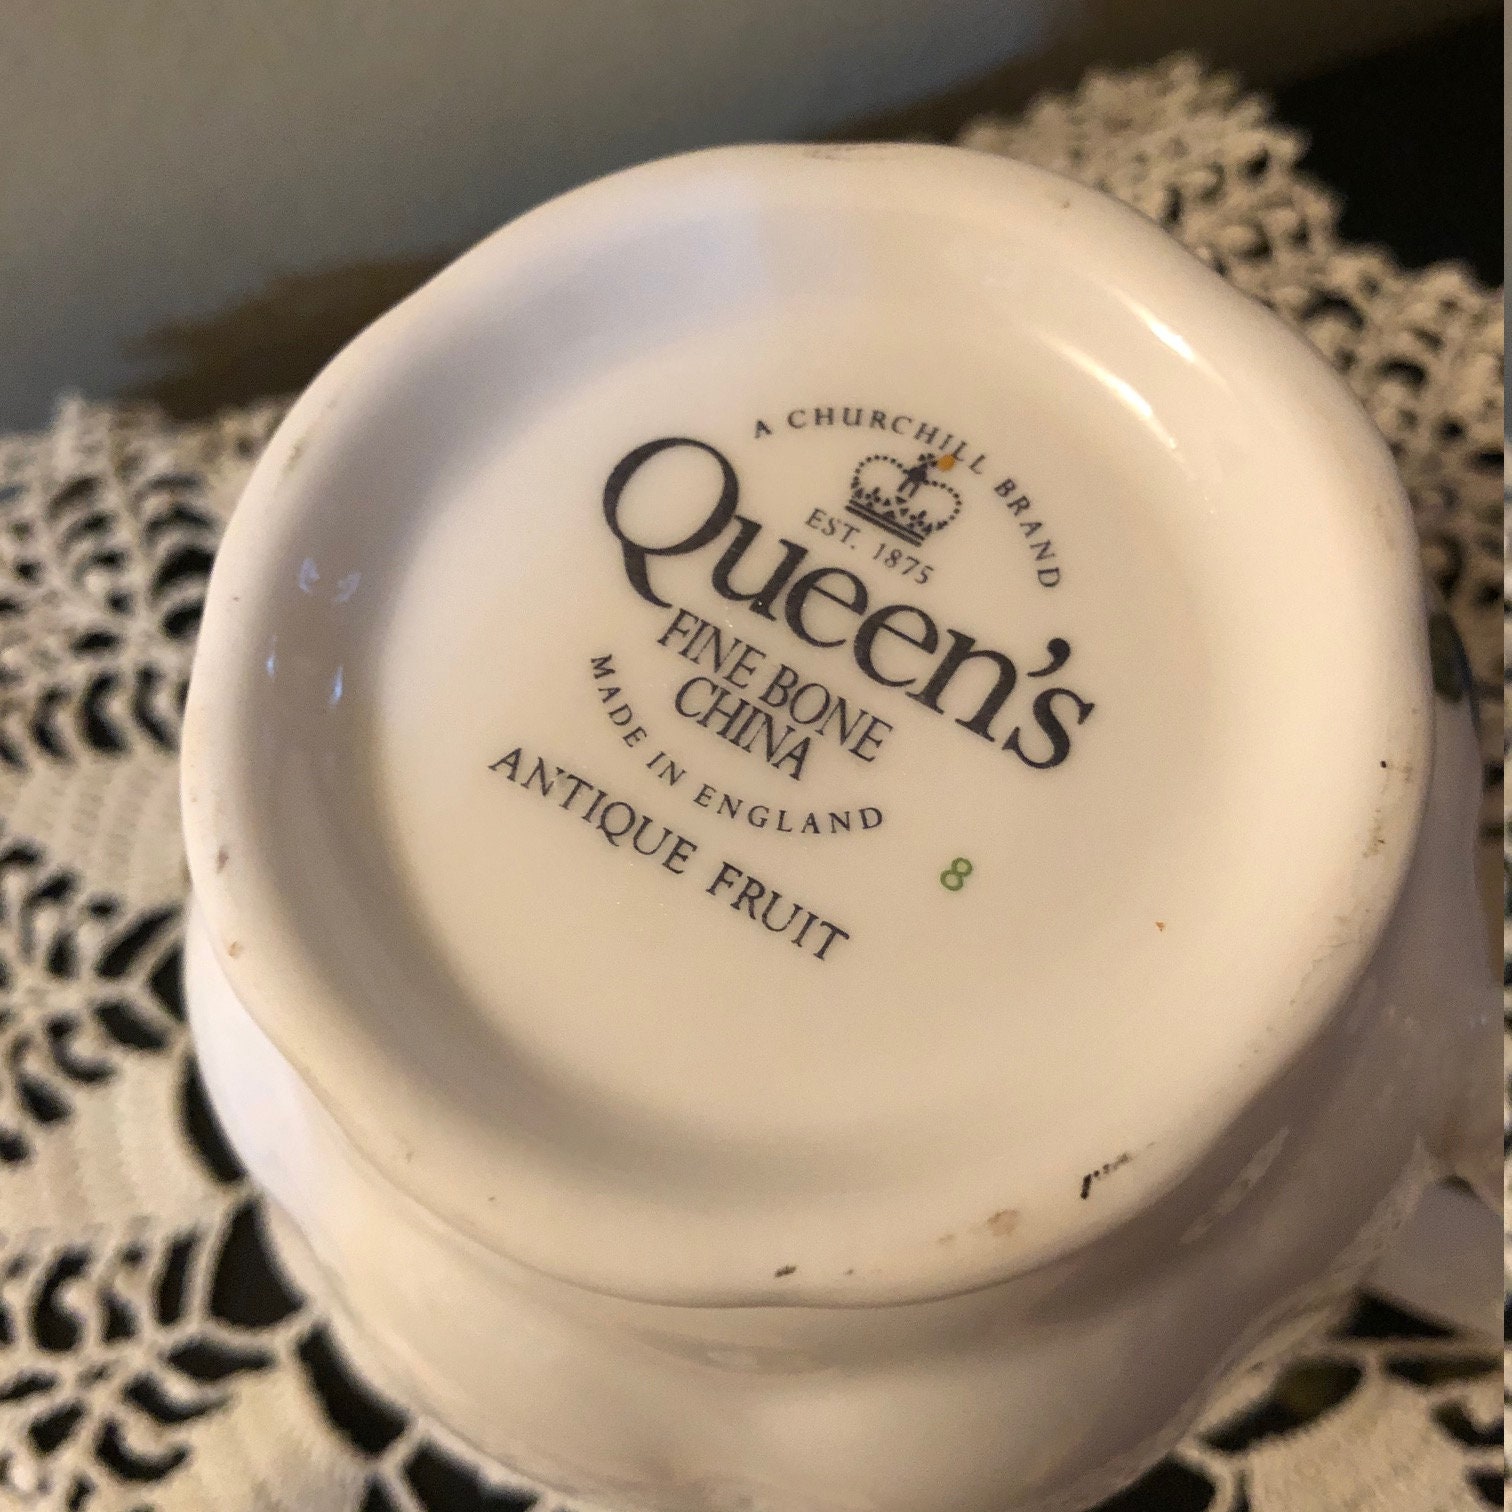 A CHURCHILL BRAND
EST. 1875
Queen's
FINE BONE
CHINA
MADE IN ENGLAND
ANTIQUE FRUIT
8